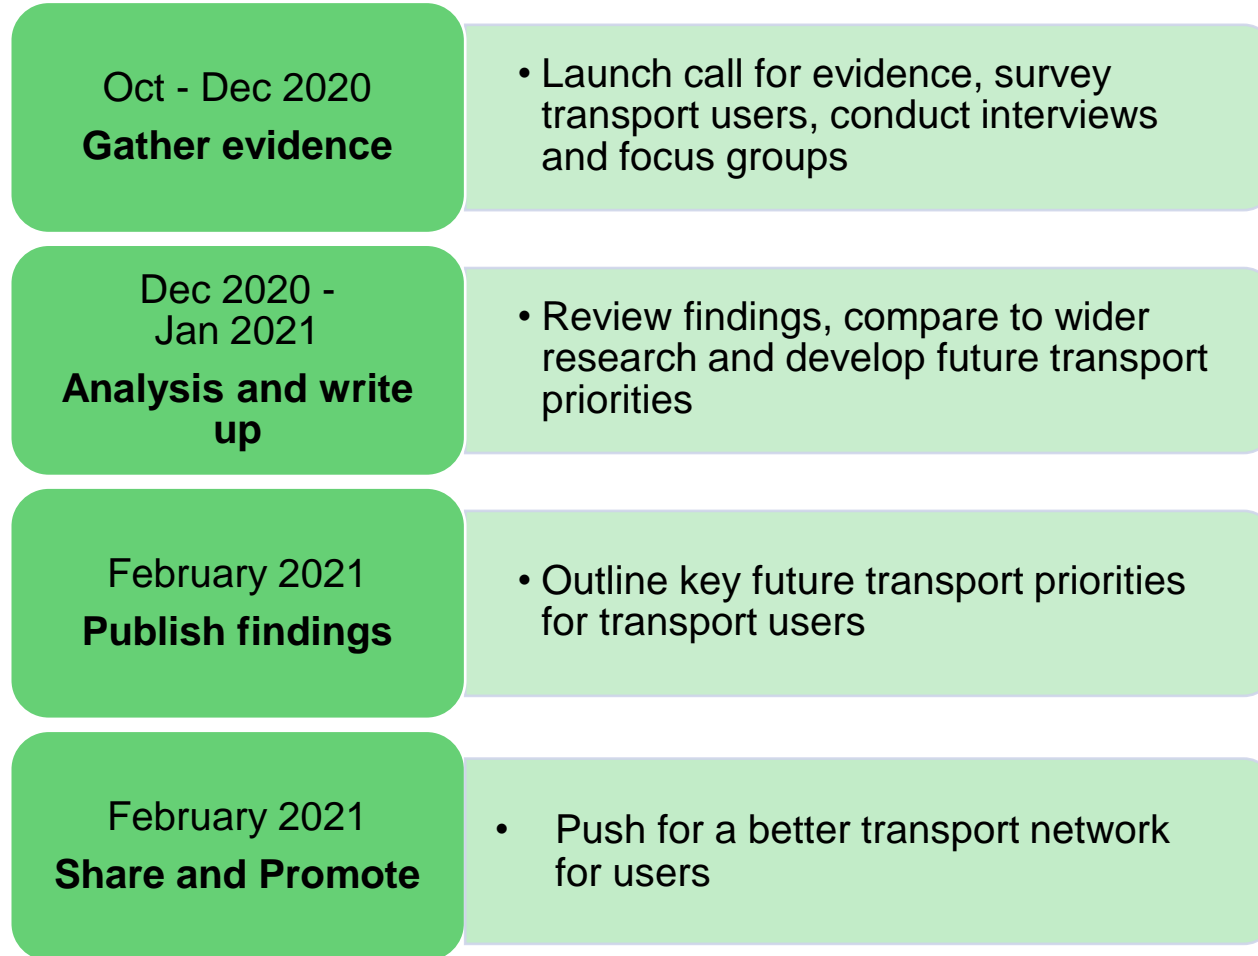 Oct - Dec 2020
Gather evidence
• Launch call for evidence, survey
transport users, conduct interviews
and focus groups
Dec 2020 -
Jan 2021
Analysis and write
up
• Review findings, compare to wider
research and develop future transport
priorities
February 2021
Publish findings
• Outline key future transport priorities
for transport users
February 2021
Share and Promote
• Push for a better transport network
for users